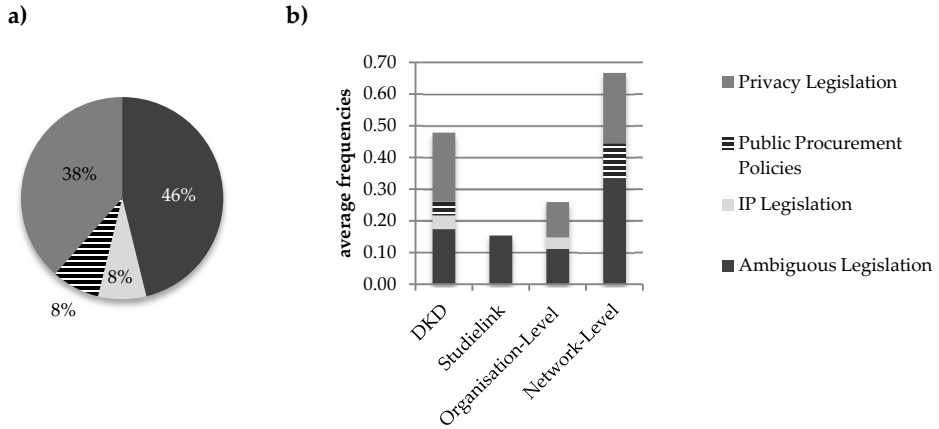 a)
38%
46%
8%
8%
b)
average frequencies
0.70
0.60
0.50
0.40
0.30
0.20
0.10
0.00
DKD
Studielink
Organisation-Level
Network-Level
Privacy Legislation
Public Procurement
Policies
IP Legislation
Ambiguous Legislation